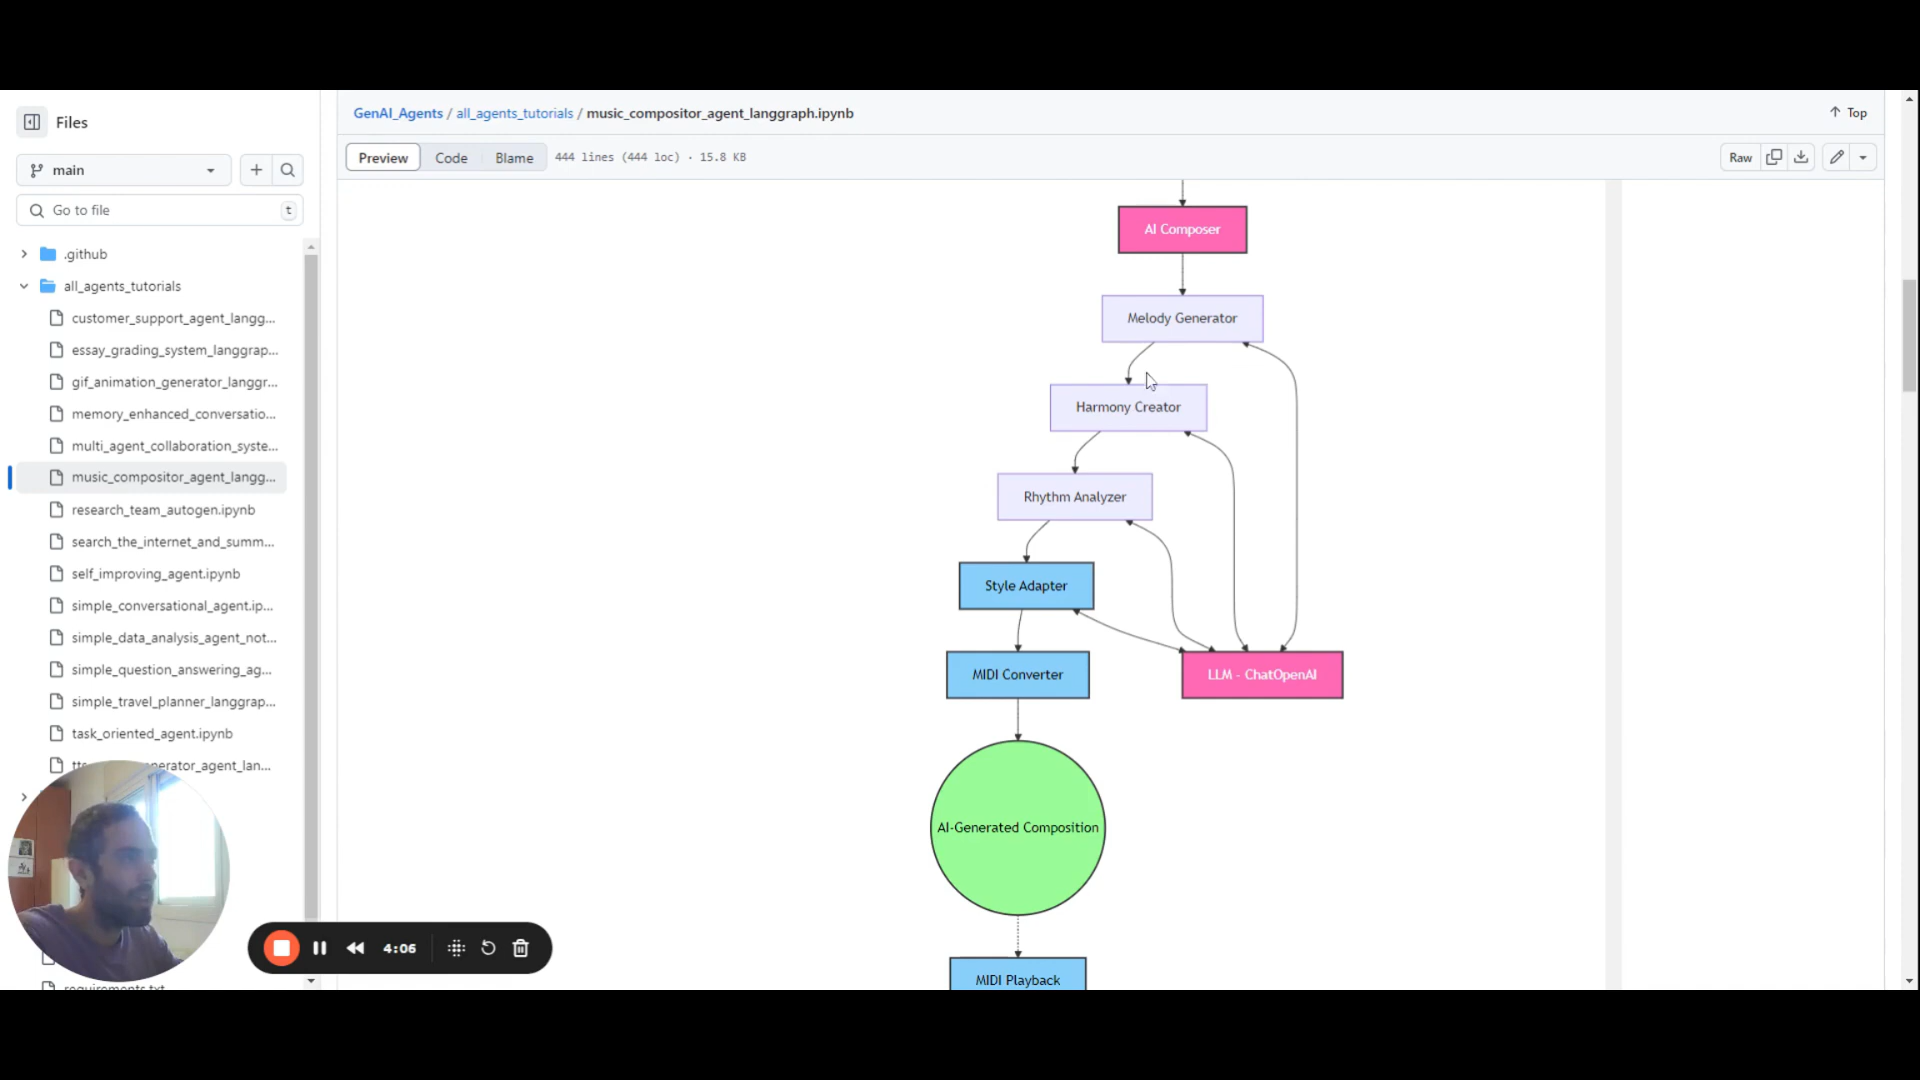 Files
main
Go to file
t
.github
all_agents_tutorials
customer_support_agent_langg...
essay_grading_system_langgrap...
gif_animation_generator_langgr...
memory_enhanced_conversatio...
multi_agent_collaboration_syste...
music_compositor_agent_langg...
research_team_autogen.ipynb
search_the_internet_and_summ...
self_improving_agent.ipynb
simple_conversational_agent.ip...
simple_data_analysis_agent_not...
simple_question_answering_ag...
simple_travel_planner_langgrap...
task_oriented_agent.ipynb
erator_agent_lan...
requirements.txt
4:06
GenAI_Agents / all_agents_tutorials / music_compositor_agent_langgraph.ipynb
Top
Preview Code Blame 444 lines (444 loc) · 15.8 KB
Raw
AI Composer
Melody Generator
Harmony Creator
Rhythm Analyzer
Style Adapter
MIDI Converter
LLM - ChatOpenAI
AI-Generated Composition
MIDI Playback